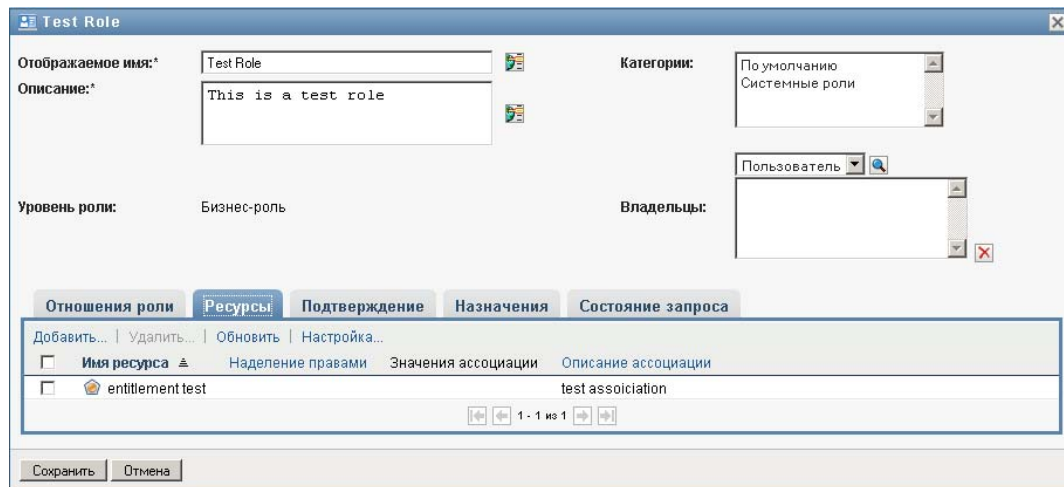 Test Role
Отображаемое имя:* Test Role Категории: По умолчанию
Системные роли
Описание:* This is a test role
Пользователь
Уровень роли: Бизнес-роль Владельцы:
Отношения роли Ресурсы Подтверждение Назначения Состояние запроса
Добавить... | Удалить... | Обновить | Настройка...
Имя ресурса Наделение правами Значения ассоциации Описание ассоциации
entitlement test test assoiciation
1 - 1 из 1
Сохранить Отмена